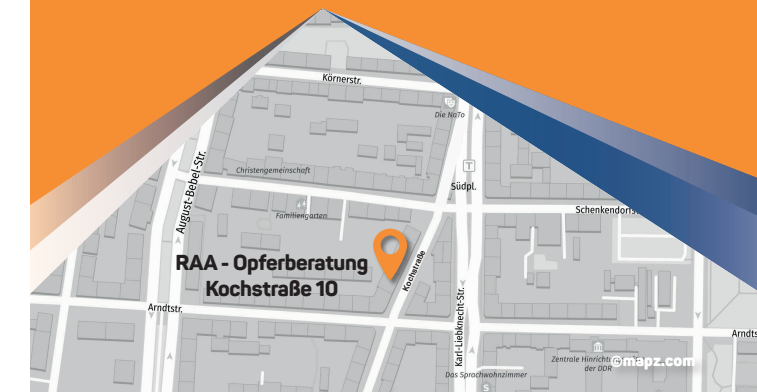 Körnerstr.
Die NaTo
T
Christengemeinschaft
August-Bebel-Str.
Südpl.
Familiengarten
Schenkendorfst
RAA - Opferberatung
Kochstraße 10
Kochstraße
Arndtstr.
Karl-Liebknecht-Str.
Arndts
Zentrale Hinricht
der DDR
©mapz.com
Das Sprachwohnzimmer
S